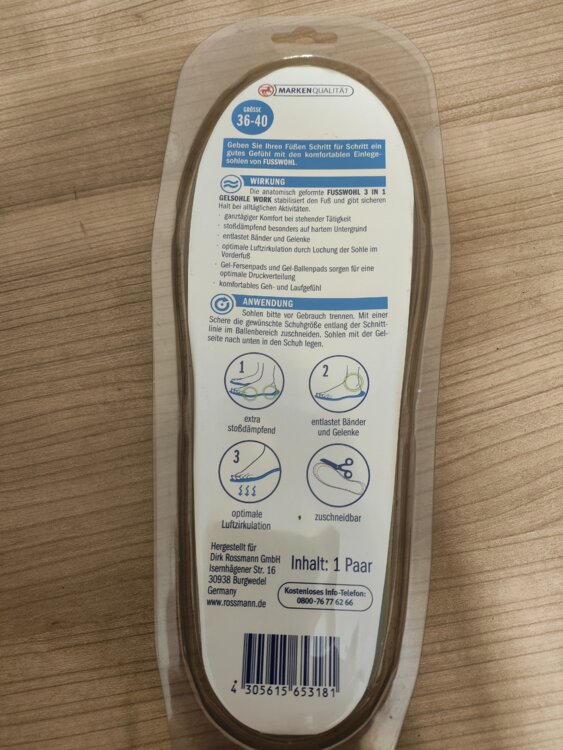 MARKENQUALITÄT
GRÖSSE
36-40
Geben Sie Ihren Füßen Schritt für Schritt ein
gutes Gefühl mit den komfortablen Einlege-
sohlen von FUSSWOHL.
WIRKUNG
Die anatomisch geformte FUSSWOHL 3 IN 1
GELSOHLE WORK stabilisiert den Fuß und gibt sicheren
Halt bei alltäglichen Aktivitäten.
· ganztägiger Komfort bei stehender Tätigkeit
· stoßdämpfend besonders auf hartem Untergrund
· entlastet Bänder und Gelenke
· optimale Luftzirkulation durch Lochung der Sohle im
Vorderfuß
· Gel-Fersenpads und Gel-Ballenpads sorgen für eine
optimale Druckverteilung
· komfortables Geh- und Laufgefühl
ANWENDUNG
Sohlen bitte vor Gebrauch trennen. Mit einer
Schere die gewünschte Schuhgröße entlang der Schnitt-
linie im Ballenbereich zuschneiden. Sohlen mit der Gel-
seite nach unten in den Schuh legen.
1
extra
stoßdämpfend
2
entlastet Bänder
und Gelenke
3
optimale
Luftzirkulation
zuschneidbar
Hergestellt für
Dirk Rossmann GmbH
Isernhägener Str. 16
30938 Burgwedel
Germany
www.rossmann.de
Inhalt: 1 Paar
Kostenloses Info-Telefon:
0800-76 77 62 66
4 305615 653181